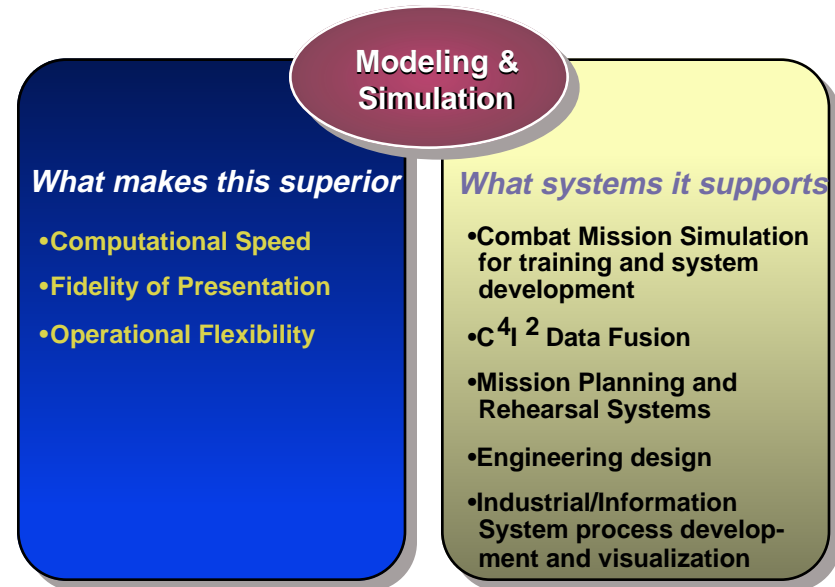 Modeling &
Simulation
What makes this superior
•Computational Speed
•Fidelity of Presentation
•Operational Flexibility
What systems it supports
•Combat Mission Simulation
for training and system
development
•C4I2 Data Fusion
•Mission Planning and
Rehearsal Systems
•Engineering design
•Industrial/Information
System process develop-
ment and visualization